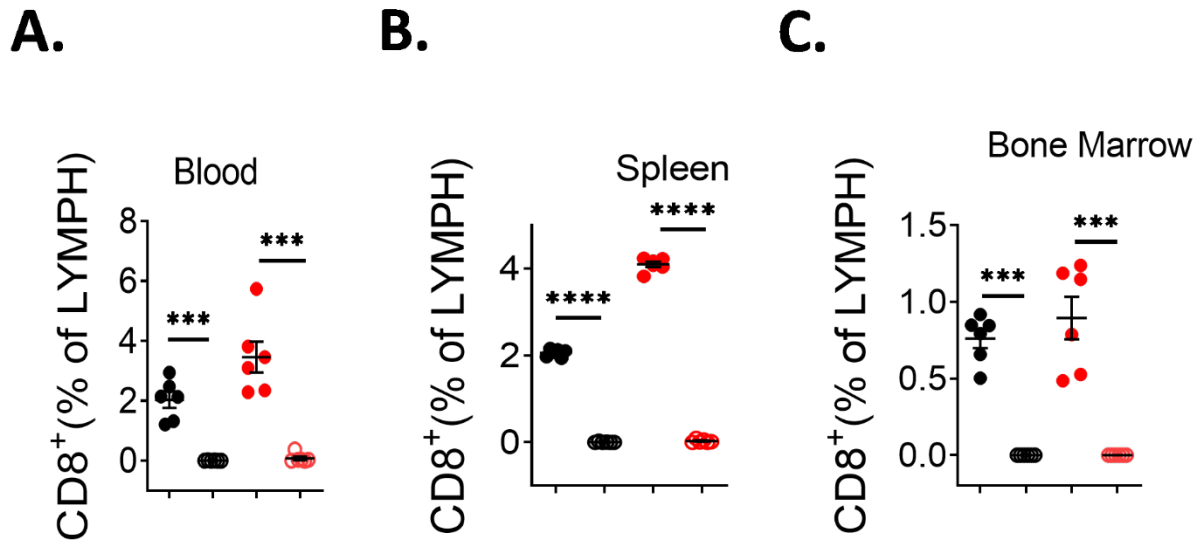 A.
B.
C.
Blood
CD8+(% of LYMPH)
8
6
4
2
0
***
***
Spleen
CD8+(% of LYMPH)
4
2
0
****
****
Bone Marrow
CD8+(% of LYMPH)
1.5
1.0
0.5
0.0
***
***